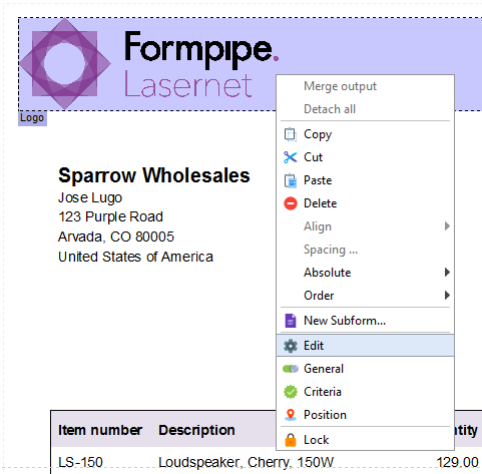 Formpipe.
Lasernet
Logo
Merge output
Detach all
Copy
Cut
Paste
Delete
Align
Spacing ...
Absolute
Order
New Subform...
Edit
General
Criteria
Position
Lock
Sparrow Wholesales
Jose Lugo
123 Purple Road
Arvada, CO 80005
United States of America
Item number Description ntity
LS-150 Loudspeaker, Cherry, 150W 129.00